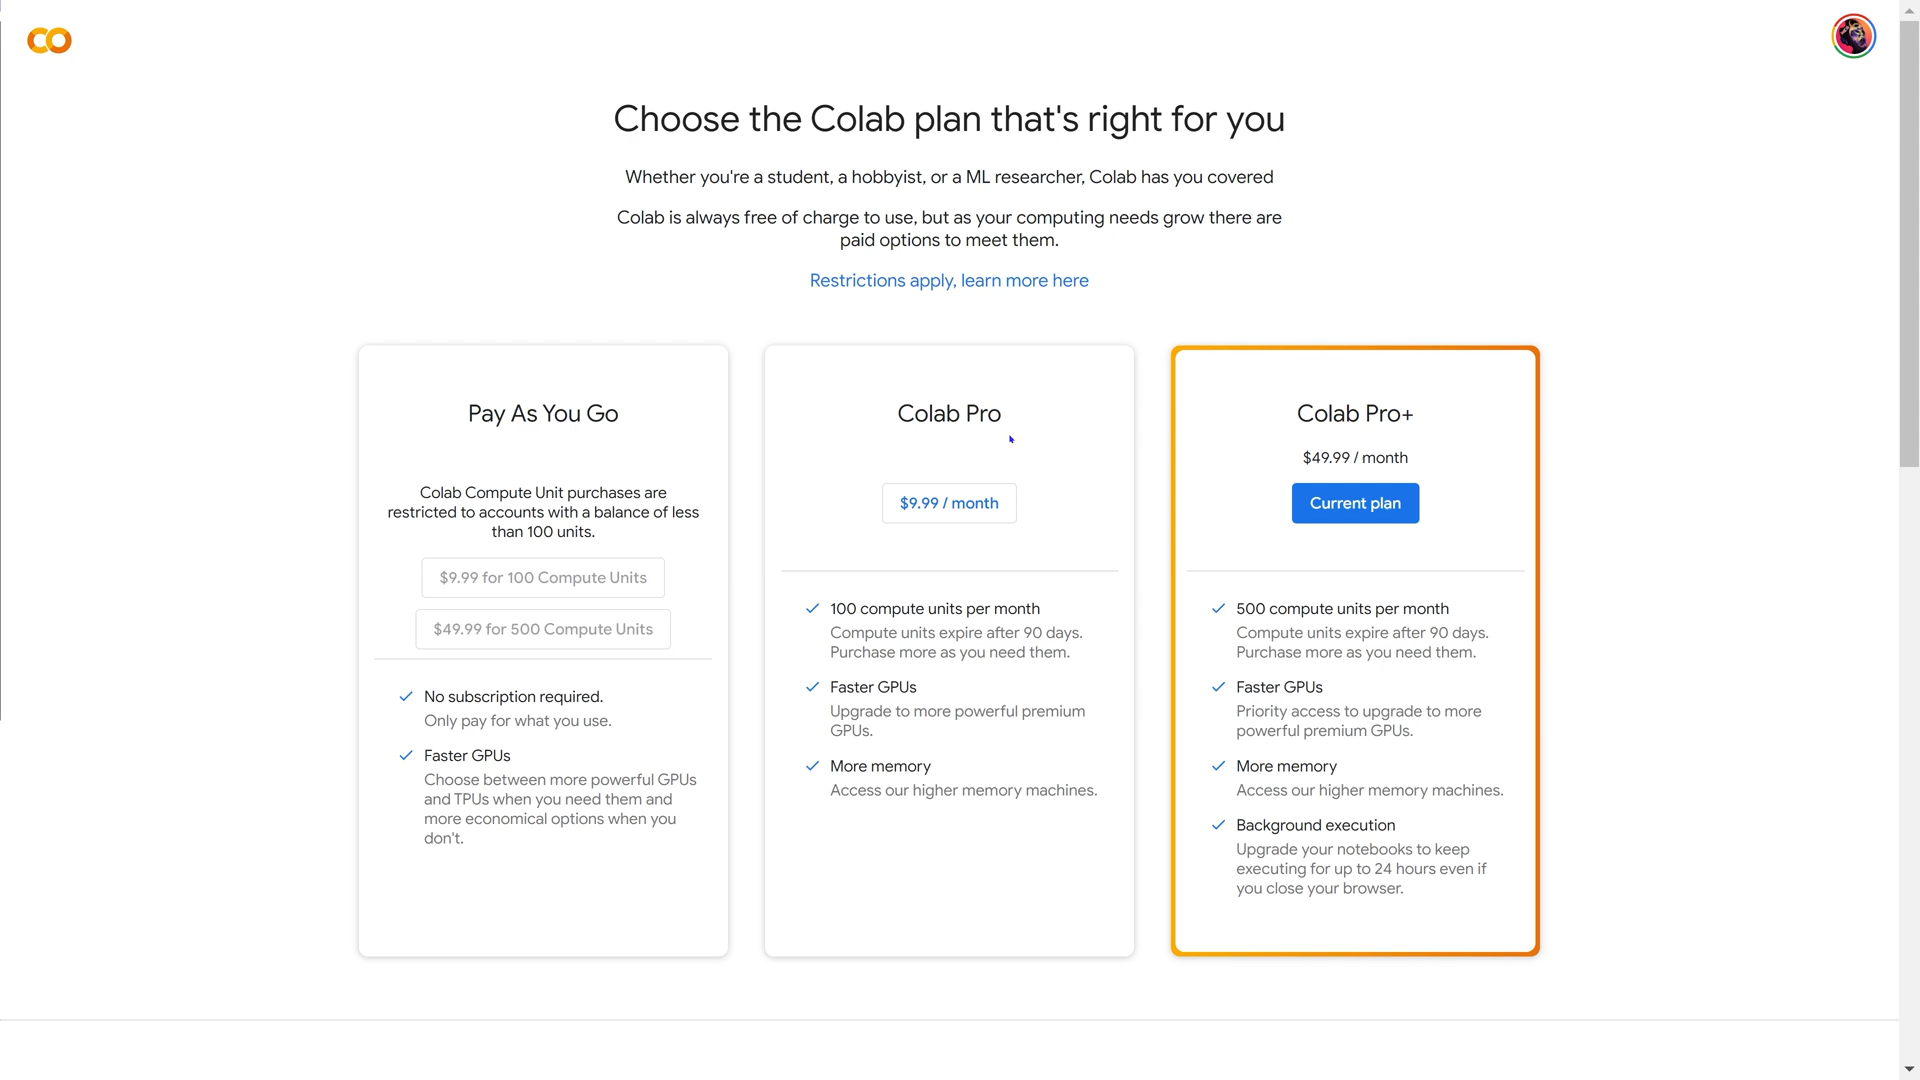 CO
Choose the Colab plan that's right for you
Whether you're a student, a hobbyist, or a ML researcher, Colab has you covered
Colab is always free of charge to use, but as your computing needs grow there are
paid options to meet them.
Restrictions apply, learn more here
Pay As You Go
Colab Compute Unit purchases are
restricted to accounts with a balance of less
than 100 units.
$9.99 for 100 Compute Units
$49.99 for 500 Compute Units
No subscription required.
Only pay for what you use.
Faster GPUs
Choose between more powerful GPUs
and TPUs when you need them and
more economical options when you
don't.
Colab Pro
$9.99 / month
100 compute units per month
Compute units expire after 90 days.
Purchase more as you need them.
Faster GPUs
Upgrade to more powerful premium
GPUs.
More memory
Access our higher memory machines.
Colab Pro+
$49.99 / month
Current plan
500 compute units per month
Compute units expire after 90 days.
Purchase more as you need them.
Faster GPUs
Priority access to upgrade to more
powerful premium GPUs.
More memory
Access our higher memory machines.
Background execution
Upgrade your notebooks to keep
executing for up to 24 hours even if
you close your browser.